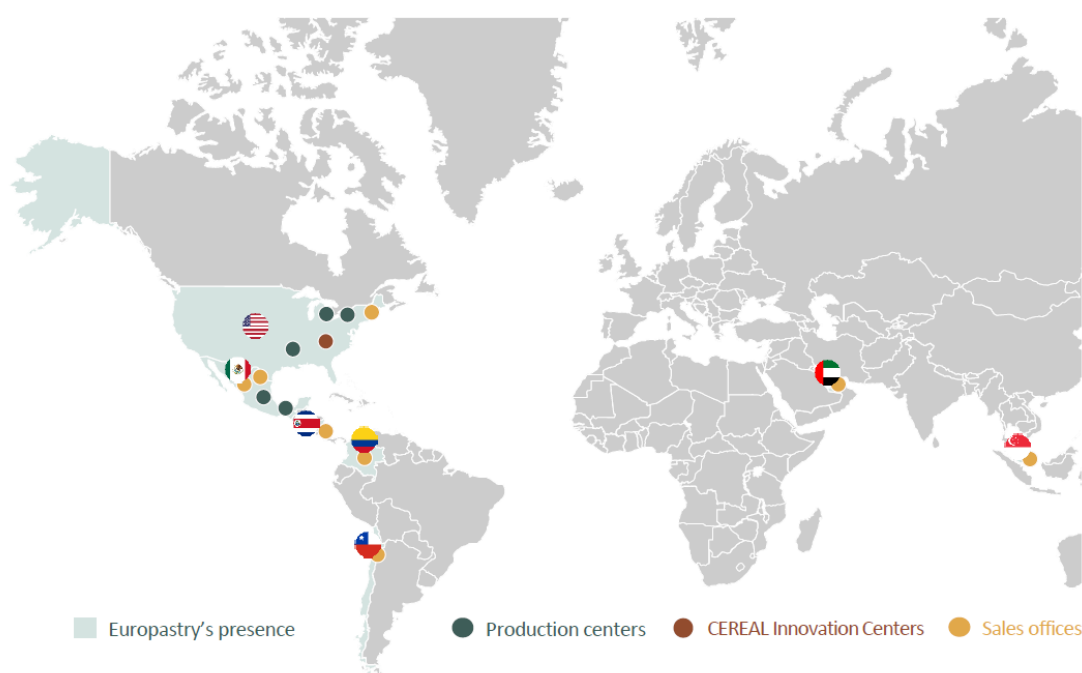 Europastry's presence
Production centers
CEREAL Innovation Centers
Sales offices